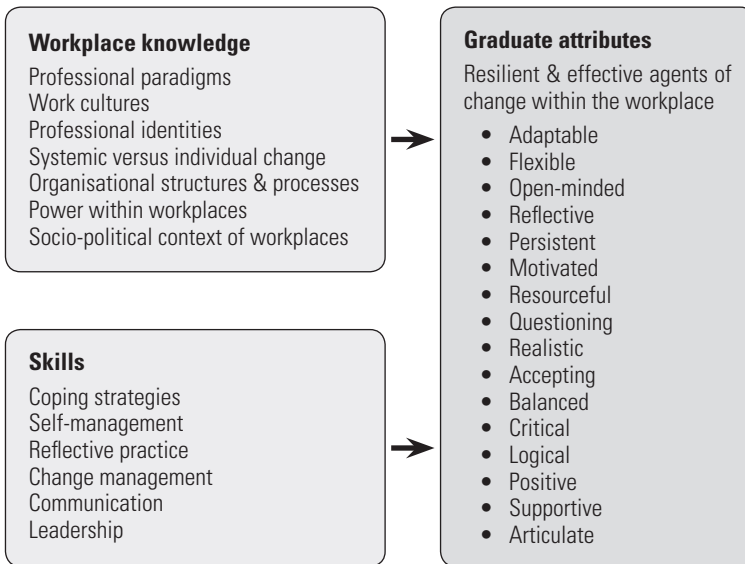 Workplace knowledge
Professional paradigms
Work cultures
Professional identities
Systemic versus individual change
Organisational structures & processes
Power within workplaces
Socio-political context of workplaces
Skills
Coping strategies
Self-management
Reflective practice
Change management
Communication
Leadership
Graduate attributes
Resilient & effective agents of
change within the workplace
• Adaptable
• Flexible
• Open-minded
• Reflective
• Persistent
• Motivated
• Resourceful
• Questioning
• Realistic
• Accepting
• Balanced
• Critical
• Logical
• Positive
• Supportive
• Articulate